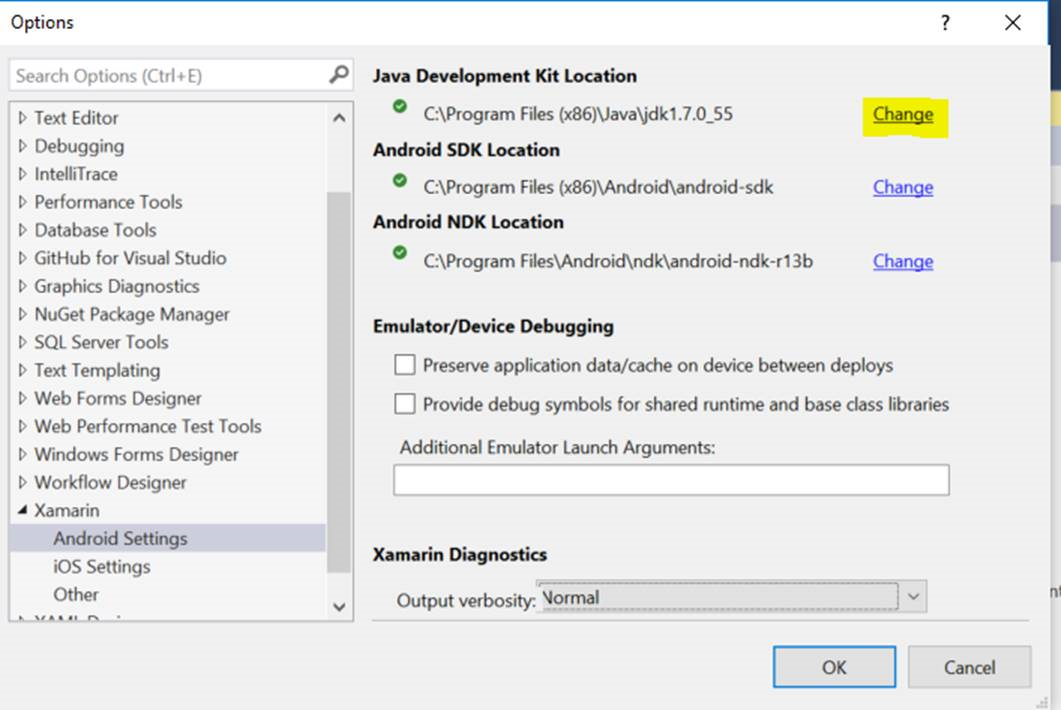 Options
?
Search Options (Ctrl+E)
Text Editor
Debugging
IntelliTrace
Performance Tools
Database Tools
GitHub for Visual Studio
Graphics Diagnostics
NuGet Package Manager
SQL Server Tools
Text Templating
Web Forms Designer
Web Performance Test Tools
Windows Forms Designer
Workflow Designer
Xamarin
Android Settings
iOS Settings
Other
Java Development Kit Location
C:\Program Files (x86)\Java\jdk1.7.0_55 Change
Android SDK Location
C:\Program Files (x86)\Android\android-sdk Change
Android NDK Location
C:\Program Files\Android\ndk\android-ndk-r13b Change
Emulator/Device Debugging
Preserve application data/cache on device between deploys
Provide debug symbols for shared runtime and base class libraries
Additional Emulator Launch Arguments:
Xamarin Diagnostics
Output verbosity: Normal
OK Cancel